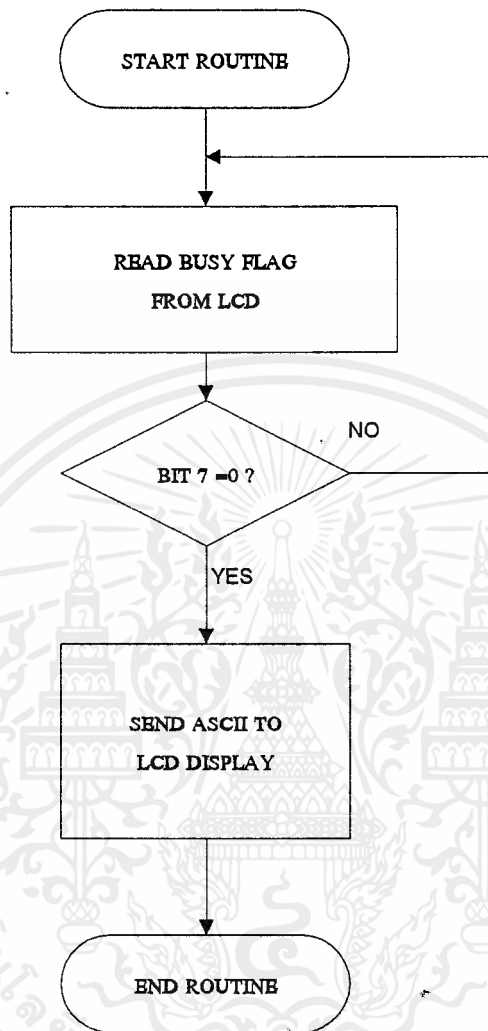 START ROUTINE
READ BUSY FLAG
FROM LCD
NO
BIT 7 =0 ?
YES
SEND ASCII TO
LCD DISPLAY
END ROUTINE